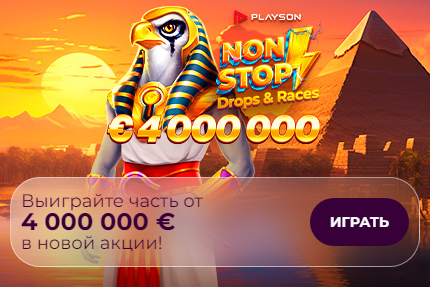 PLAYSON
NON
STOP
Drops & Races
€ 4 000 000
Выиграйте часть от
4 000 000 €
в новой акции!
ИГРАТЬ